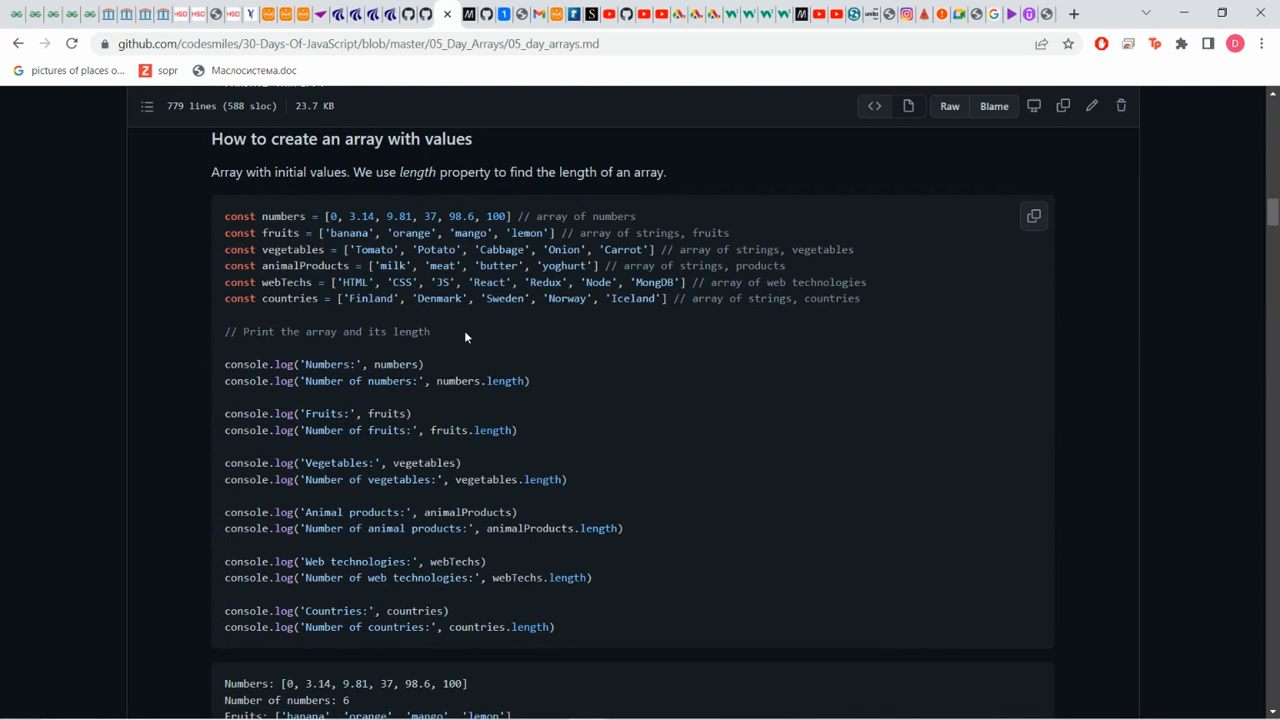 github.com/codesmiles/30-Days-Of-JavaScript/blob/master/05_Day_Arrays/05_day_arrays.md
Tp
D
pictures of places o...
Z sopr
Маслосистема.doc
779 lines (588 sloc) 23.7 KB
Raw
Blame
How to create an array with values
Array with initial values. We use length property to find the length of an array.
const numbers = [0, 3.14, 9.81, 37, 98.6, 100] // array of numbers
const fruits = ['banana', 'orange', 'mango', 'lemon'] // array of strings, fruits
const vegetables = ['Tomato', 'Potato', 'Cabbage', 'Onion', 'Carrot'] // array of strings, vegetables
const animalProducts = ['milk', 'meat', 'butter', 'yoghurt'] // array of strings, products
const webTechs = ['HTML', 'CSS', 'JS', 'React', 'Redux', 'Node', 'MongDB'] // array of web technologies
const countries = ['Finland', 'Denmark', 'Sweden', 'Norway', 'Iceland'] // array of strings, countries
// Print the array and its length
console.log('Numbers:', numbers)
console.log('Number of numbers:', numbers.length)
console.log('Fruits:', fruits)
console.log('Number of fruits:', fruits.length)
console.log('Vegetables:', vegetables)
console.log('Number of vegetables:', vegetables.length)
console.log('Animal products:', animalProducts)
console.log('Number of animal products:', animalProducts.length)
console.log('Web technologies:', webTechs)
console.log('Number of web technologies:', webTechs.length)
console.log('Countries:', countries)
console.log('Number of countries:', countries.length)
Numbers: [0, 3.14, 9.81, 37, 98.6, 100]
Number of numbers: 6
Fruits: ['banana', 'orange', 'mango', 'lemon']